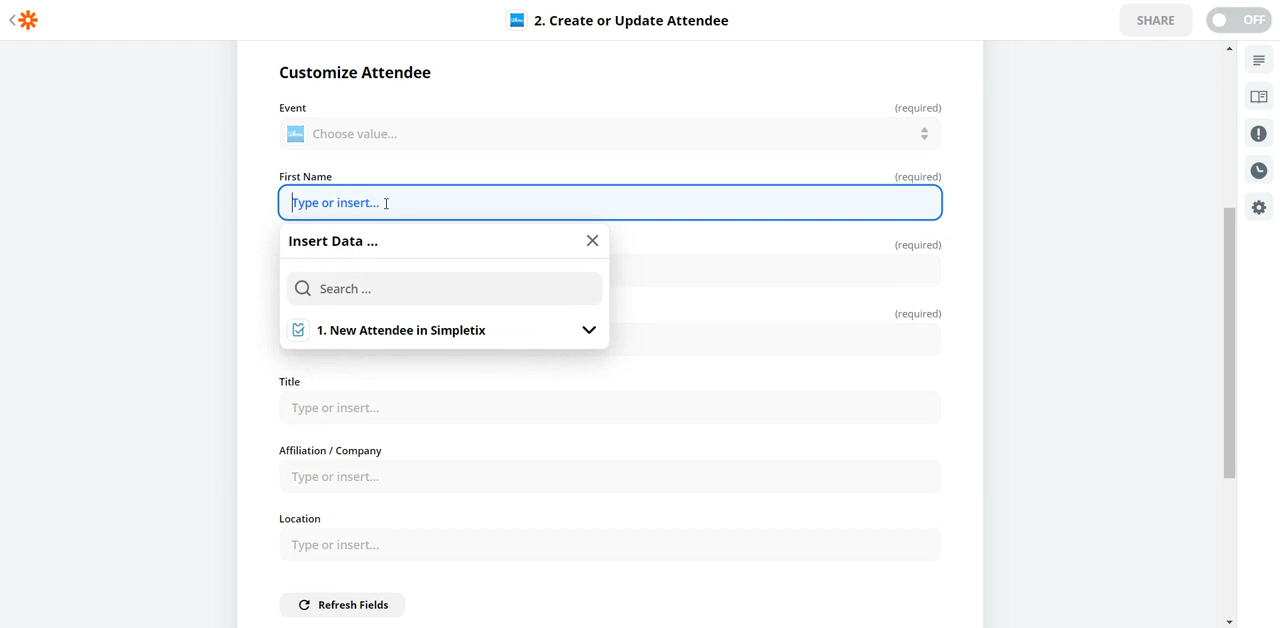 2. Create or Update Attendee
SHARE
OFF
Customize Attendee
Event
(required)
Choose value...
First Name
(required)
Type or insert...
Insert Data ...
(required)
Search ...
(required)
1. New Attendee in Simpletix
Title
Type or insert...
Affiliation / Company
Type or insert...
Location
Type or insert...
Refresh Fields